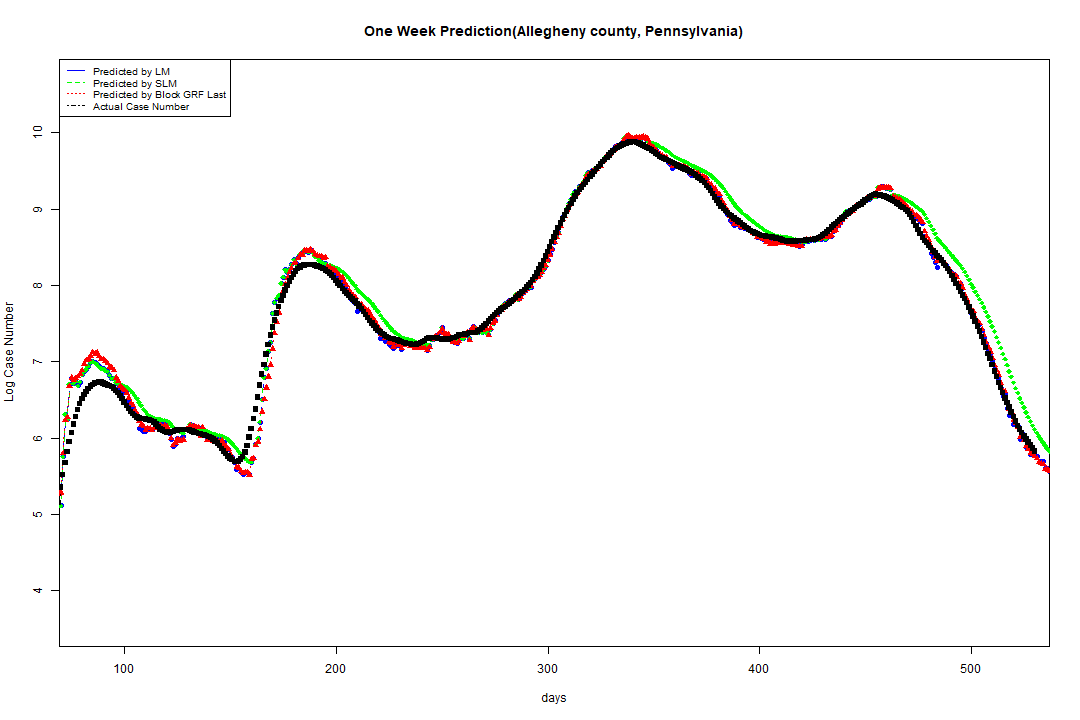 One Week Prediction(Allegheny county, Pennsylvania)
Predicted by LM
Predicted by SLM
Predicted by Block GRF Last
Actual Case Number
10
9
8
7
6
5
4
Log Case Number
100 200 300 400 500
days